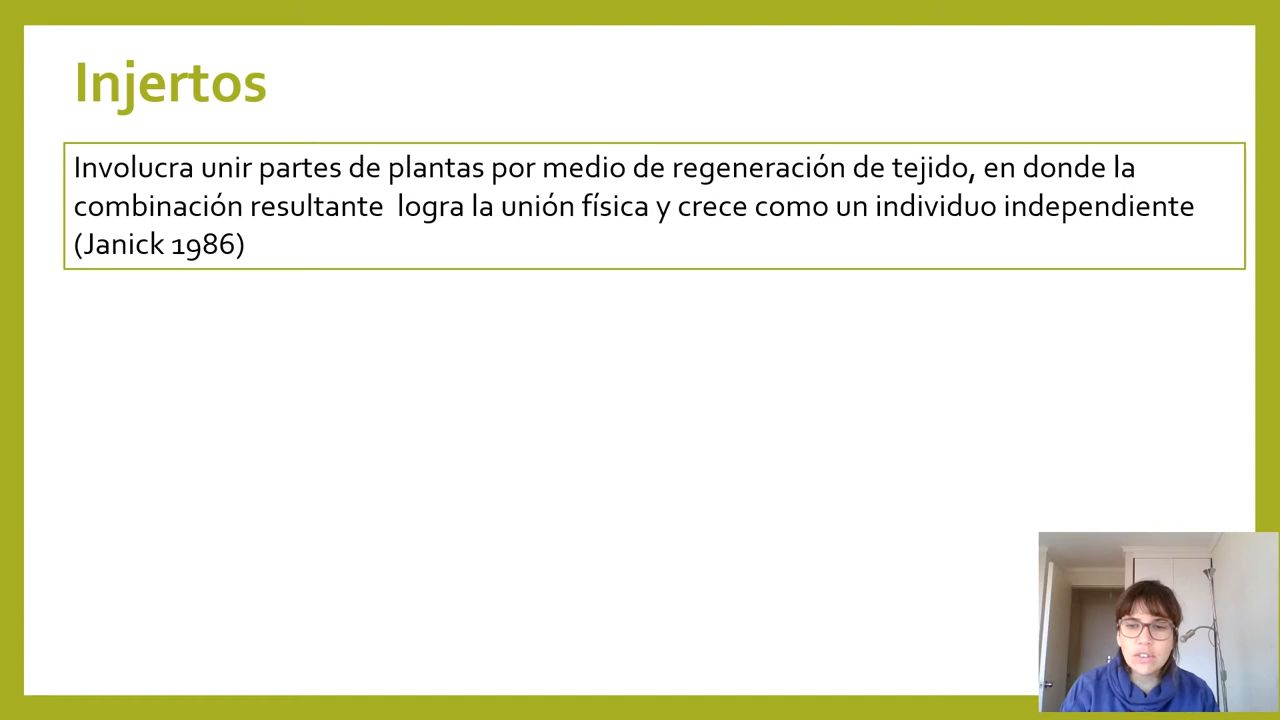 Injertos
Involucra unir partes de plantas por medio de regeneración de tejido, en donde la
combinación resultante logra la unión física y crece como un individuo independiente
(Janick 1986)